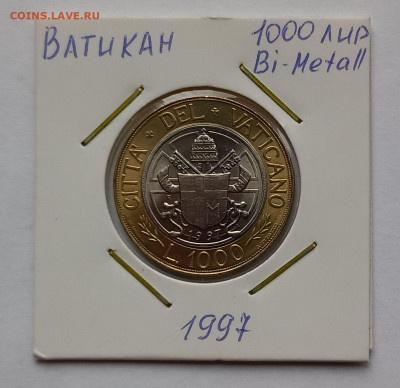 COINS.LAVE.RU
ВАТИКАН
1000 ЛИР
Bi-Metall
CITTA' DEL VATICANO
1997
L.1000
1997